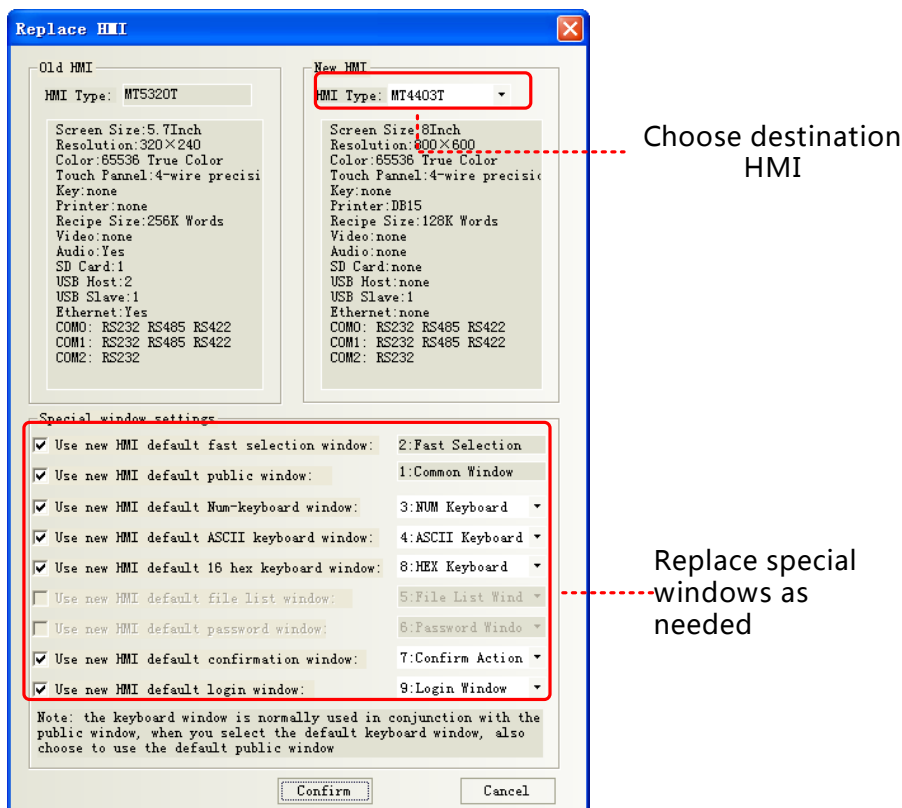 Replace HMI
Old HMI
HMI Type: MT5320T
Screen Size:5.7Inch
Resolution:320×240
Color:65536 True Color
Touch Pannel:4-wire precisi
Key:none
Printer:none
Recipe Size:256K Words
Video:none
Audio:Yes
SD Card:1
USB Host:2
USB Slave:1
Ethernet:Yes
COM0: RS232 RS485 RS422
COM1: RS232 RS485 RS422
COM2: RS232
New HMI
HMI Type: MT4403T
Screen Size:8Inch
Resolution:800×600
Color:65536 True Color
Touch Pannel:4-wire precisio
Key:none
Printer:DB15
Recipe Size:128K Words
Video:none
Audio:none
SD Card:none
USB Host:none
USB Slave:1
Ethernet:none
COM0: RS232 RS485 RS422
COM1: RS232 RS485 RS422
COM2: RS232
Choose destination
HMI
Special window settings
Use new HMI default fast selection window: 2:Fast Selection
Use new HMI default public window: 1:Common Window
Use new HMI default Num-keyboard window: 3:NUM Keyboard
Use new HMI default ASCII keyboard window: 4:ASCII Keyboard
Use new HMI default 16 hex keyboard window: 8:HEX Keyboard
Use new HMI default file list window: 5:File List Wind
Use new HMI default password window: 6:Password Windo
Use new HMI default confirmation window: 7:Confirm Action
Use new HMI default login window: 9:Login Window
Replace special
windows as
needed
Note: the keyboard window is normally used in conjunction with the
public window, when you select the default keyboard window, also
choose to use the default public window
Confirm
Cancel